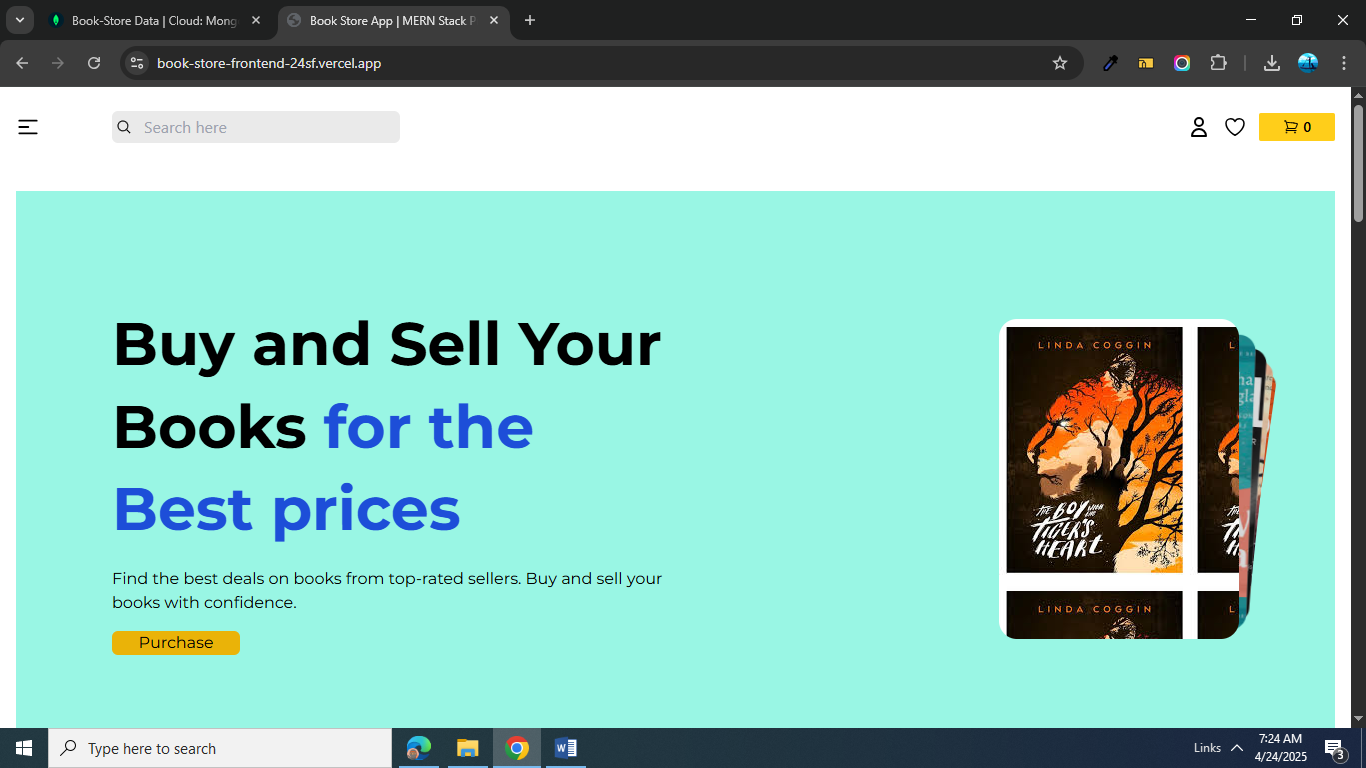 Book-Store Data | Cloud: Mong
Book Store App | MERN Stack P
book-store-frontend-24sf.vercel.app
Search here
0
Buy and Sell Your
Books for the
Best prices
Find the best deals on books from top-rated sellers. Buy and sell your
books with confidence.
Purchase
LINDA COGGIN
THE BOY WITH THE
TIGER'S
HEART
LINDA COGGIN
Type here to search
Links
7:24 AM
4/24/2025
3